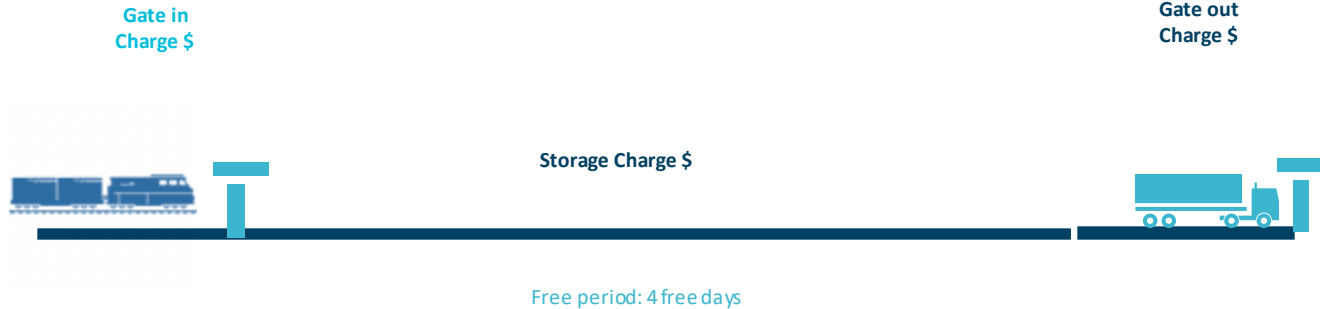 Gate in
Charge $
Gate out
Charge $
Storage Charge $
Free period: 4 free days